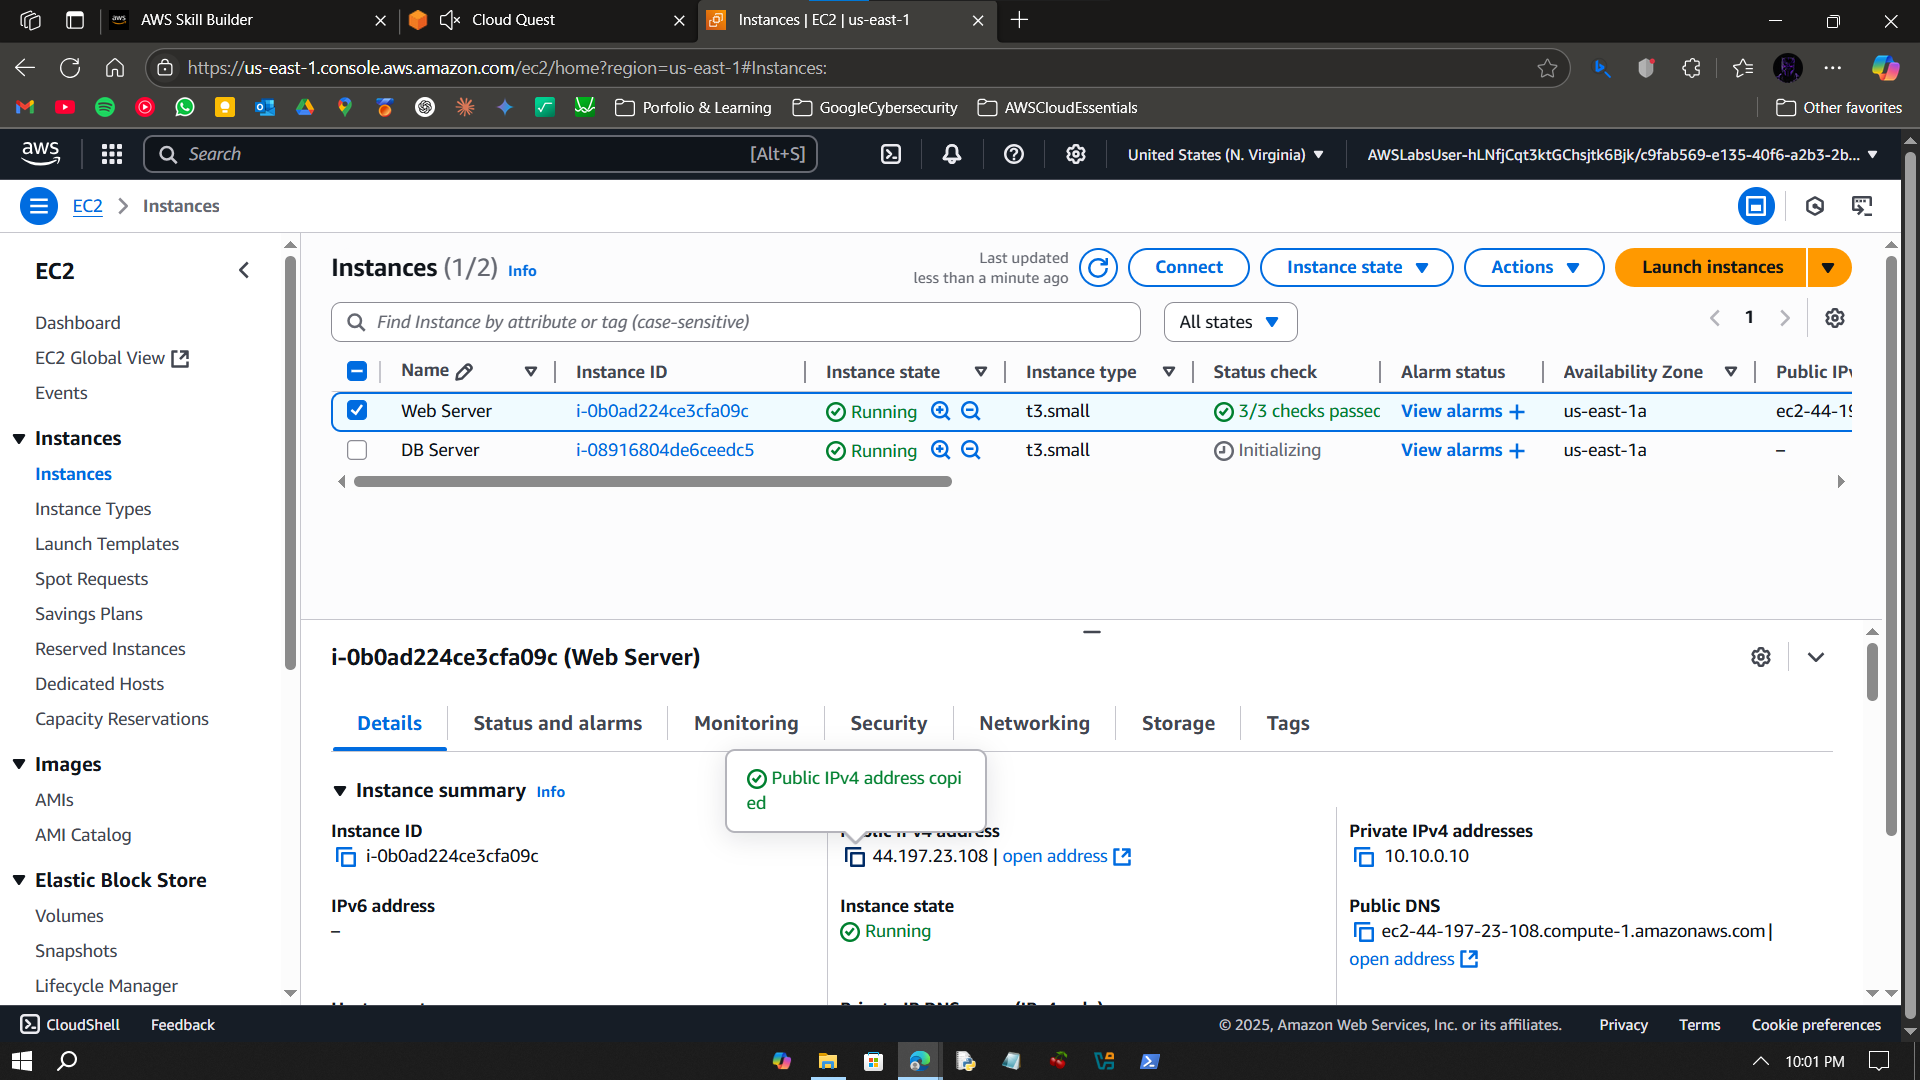 AWS Skill Builder
Cloud Quest
Instances | EC2 | us-east-1
https://us-east-1.console.aws.amazon.com/ec2/home?region=us-east-1#Instances:
Porfolio & Learning
GoogleCybersecurity
AWSCloudEssentials
Other favorites
aws
Search
[Alt+S]
United States (N. Virginia)
AWSLabsUser-hLNfjCqt3ktGChsjtk6Bjk/c9fab569-e135-40f6-a2b3-2b...
EC2
Instances
EC2
Dashboard
EC2 Global View
Events
Instances
Instances
Instance Types
Launch Templates
Spot Requests
Savings Plans
Reserved Instances
Dedicated Hosts
Capacity Reservations
Images
AMIs
AMI Catalog
Elastic Block Store
Volumes
Snapshots
Lifecycle Manager
Instances (1/2) Info
Last updated
less than a minute ago
Connect
Instance state
Actions
Launch instances
Find Instance by attribute or tag (case-sensitive)
All states
1
Name Instance ID Instance state Instance type Status check Alarm status Availability Zone Public IPv
Web Server i-0b0ad224ce3cfa09c Running t3.small 3/3 checks passed View alarms + us-east-1a ec2-44-19
DB Server i-08916804de6ceedc5 Running t3.small Initializing View alarms + us-east-1a –
i-0b0ad224ce3cfa09c (Web Server)
Details
Status and alarms
Monitoring
Security
Networking
Storage
Tags
Public IPv4 address copi
ed
Instance summary Info
Instance ID
i-0b0ad224ce3cfa09c
Public IPv4 address
44.197.23.108 | open address
Private IPv4 addresses
10.10.0.10
IPv6 address
–
Instance state
Running
Public DNS
ec2-44-197-23-108.compute-1.amazonaws.com |
open address
CloudShell
Feedback
© 2025, Amazon Web Services, Inc. or its affiliates.
Privacy
Terms
Cookie preferences
10:01 PM